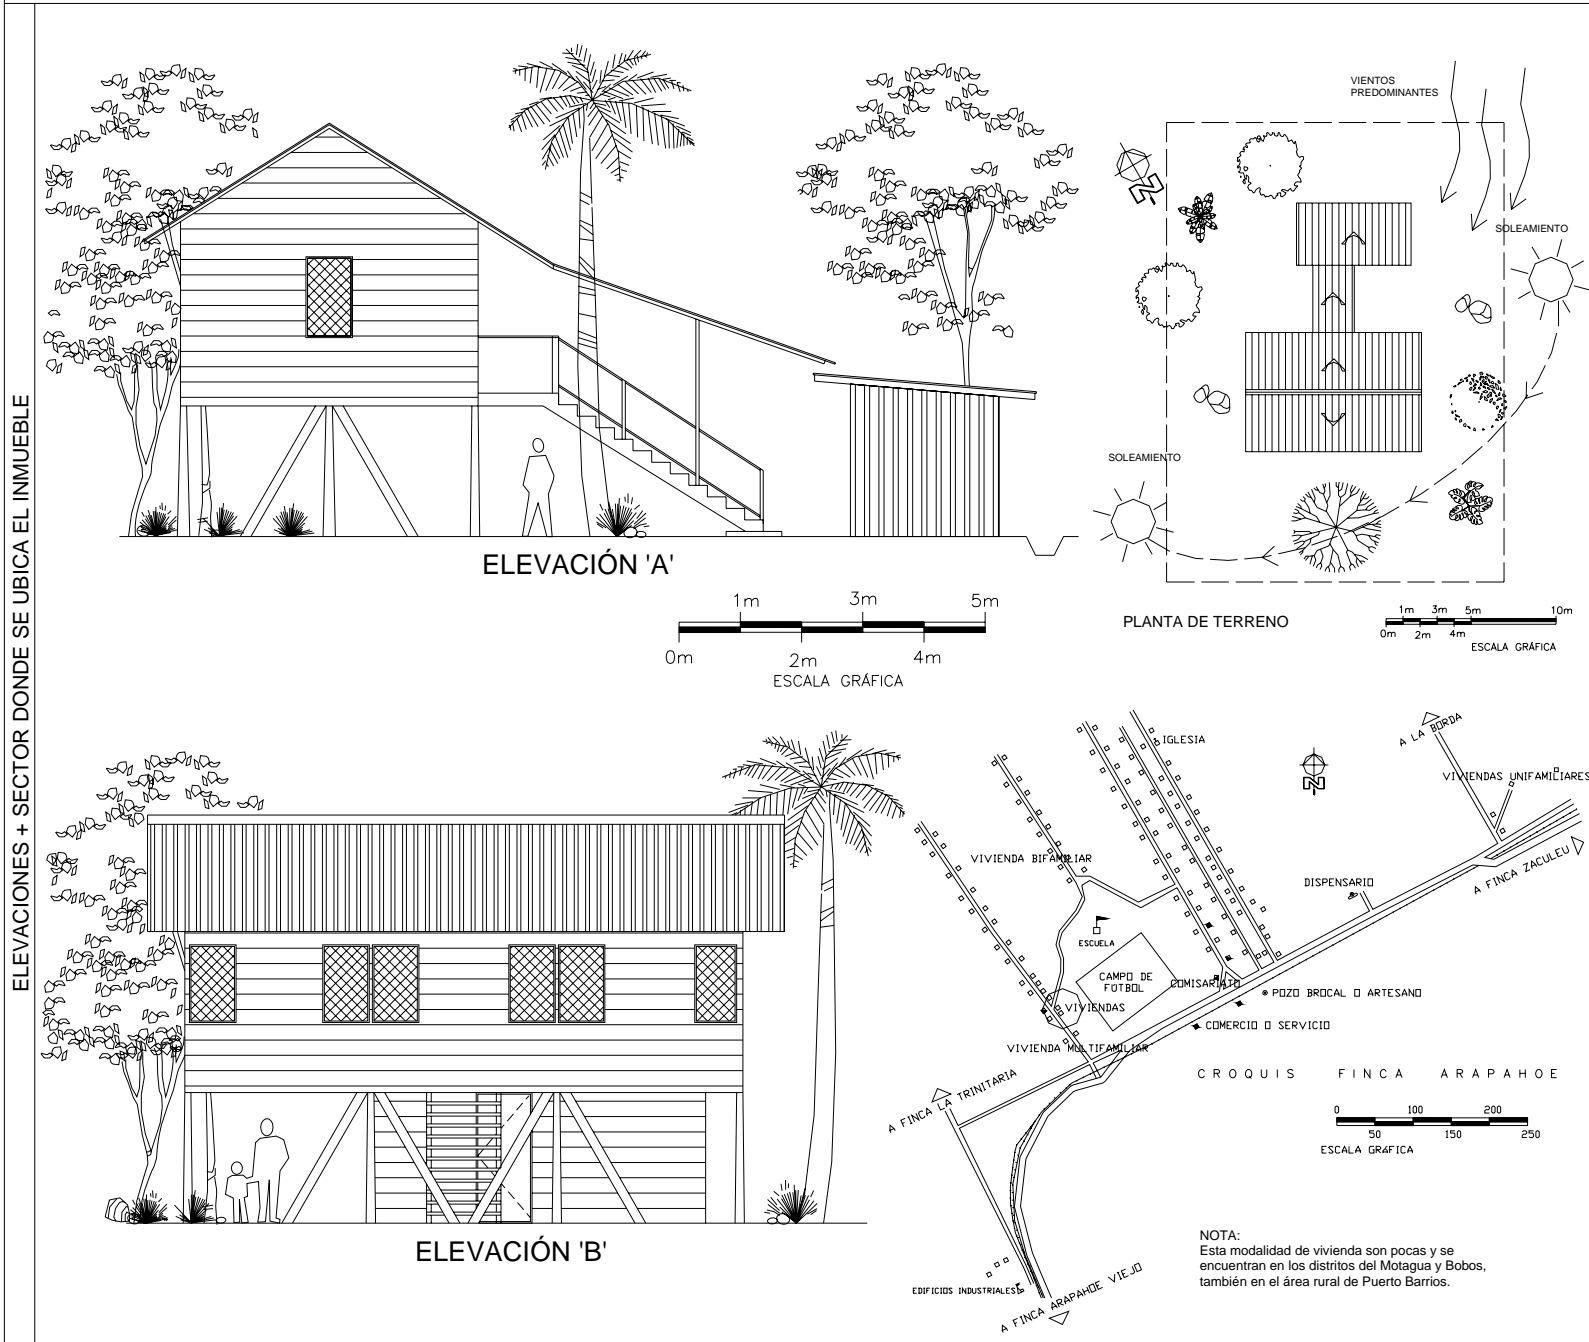 ELEVACIONES + SECTOR DONDE SE UBICA EL INMUEBLE
ELEVACIÓN 'A'
1m 3m 5m
0m 2m 4m
ESCALA GRÁFICA
VIENTOS
PREDOMINANTES
N
SOLEAMIENTO
SOLEAMIENTO
PLANTA DE TERRENO
1m 3m 5m 10m
0m 2m 4m
ESCALA GRÁFICA
ELEVACIÓN 'B'
IGLESIA
A LA BORDA
N
VIVIENDAS UNIFAMILIARES
VIVIENDA BIFAMILIAR
A FINCA ZACULEU
DISPENSARIO
ESCUELA
CAMPO DE
FUTBOL
COMISARIATO
POZO BROCAL O ARTESANO
VIVIENDAS
COMERCIO O SERVICIO
VIVIENDA MULTIFAMILIAR
CROQUIS FINCA ARAPAHOE
A FINCA LA TRINITARIA
0 100 200
50 150 250
ESCALA GRAFICA
EDIFICIOS INDUSTRIALES
A FINCA ARAPAHOE VIEJO
NOTA:
Esta modalidad de vivienda son pocas y se
encuentran en los distritos del Motagua y Bobos,
también en el área rural de Puerto Barrios.